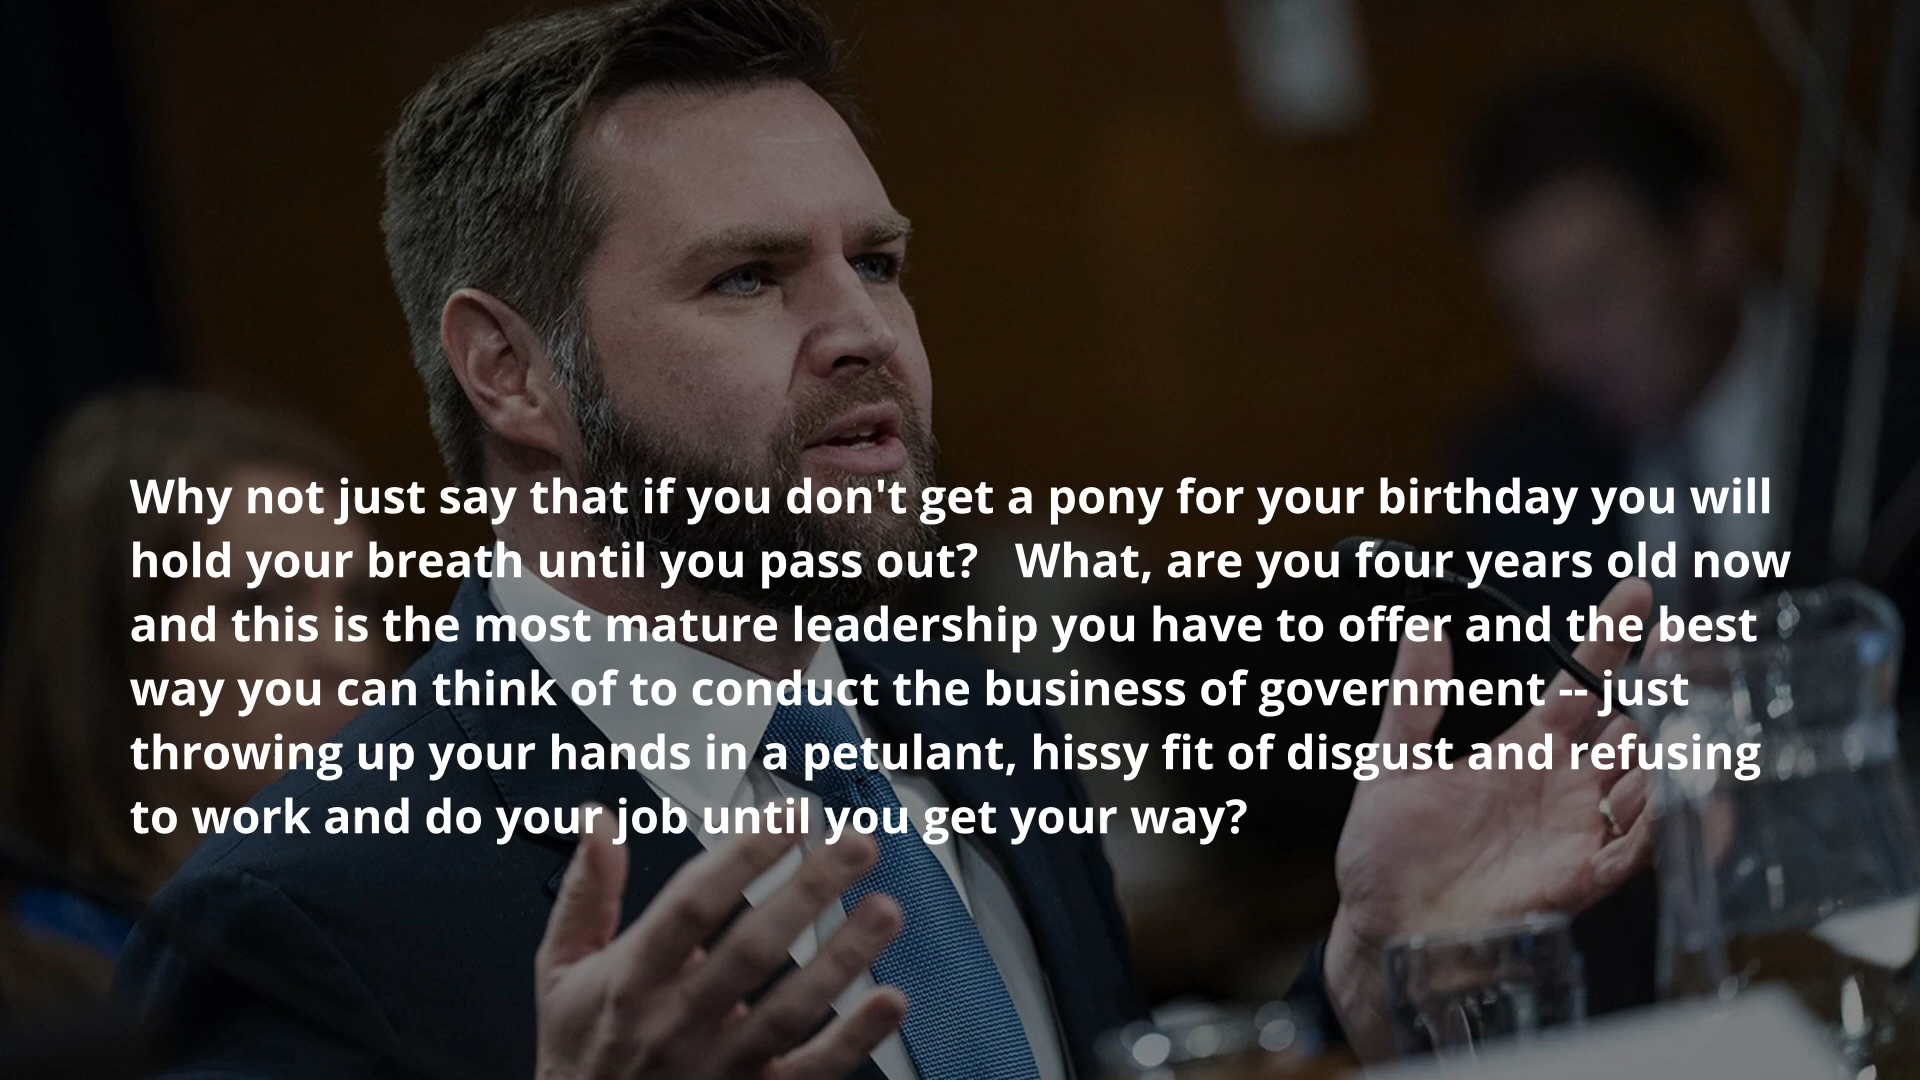 Why not just say that if you don't get a pony for your birthday you will
hold your breath until you pass out?   What, are you four years old now
and this is the most mature leadership you have to offer and the best
way you can think of to conduct the business of government -- just
throwing up your hands in a petulant, hissy fit of disgust and refusing
to work and do your job until you get your way?